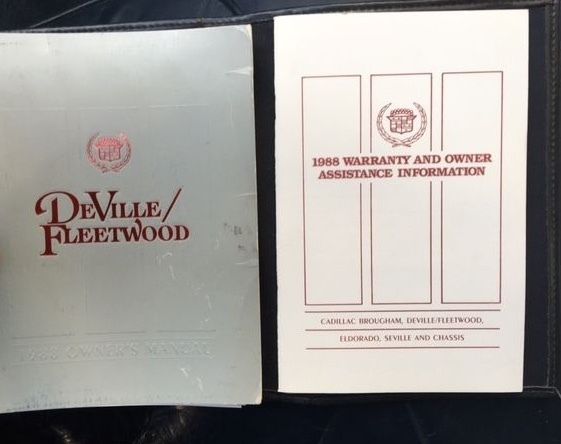 DEVILLE/
FLEETWOOD
1988 OWNER'S MANUAL
1988 WARRANTY AND OWNER
ASSISTANCE INFORMATION
CADILLAC BROUGHAM, DEVILLE/FLEETWOOD,
ELDORADO, SEVILLE AND CHASSIS